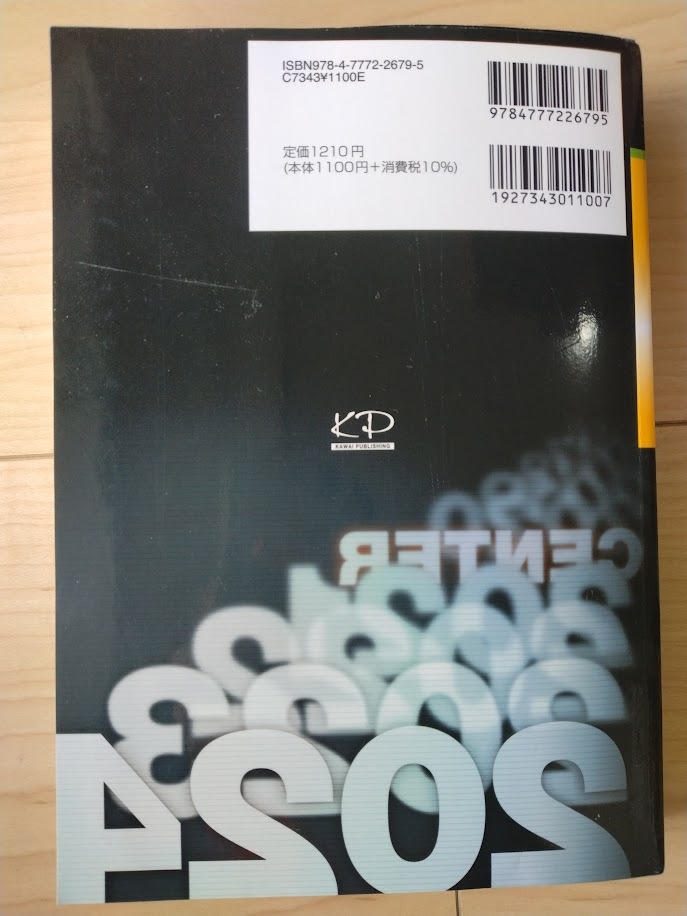 ISBN978-4-7772-2679-5
C7343¥1100E
9784777226795
定価1210円
(本体1100円+消費税10%)
1927343011007
KP
KAWAI PUBLISHING
CENTER
2024